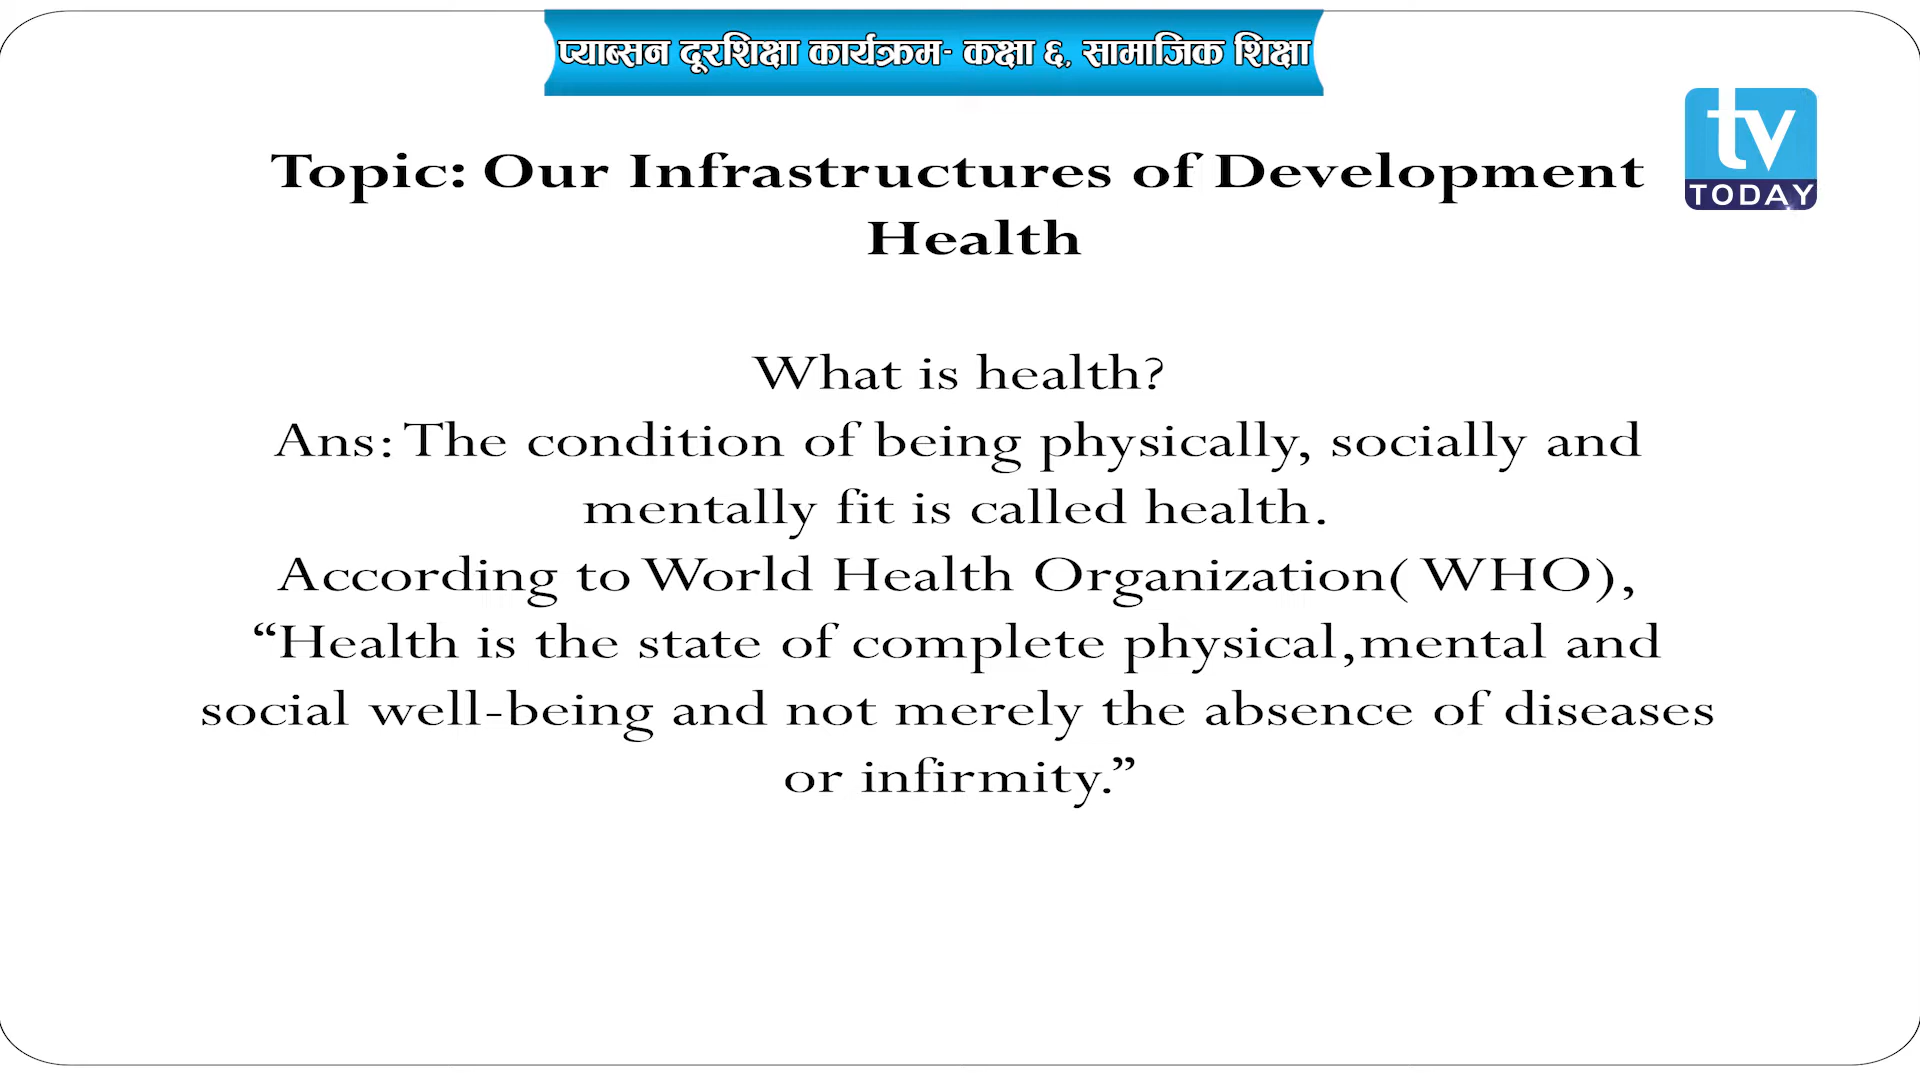 प्याब्सन दूरशिक्षा कार्यक्रम- कक्षा ६, सामाजिक शिक्षा
tv
TODAY
Topic: Our Infrastructures of Development
Health
What is health?
Ans: The condition of being physically, socially and
mentally fit is called health.
According to World Health Organization( WHO),
“Health is the state of complete physical,mental and
social well-being and not merely the absence of diseases
or infirmity.”